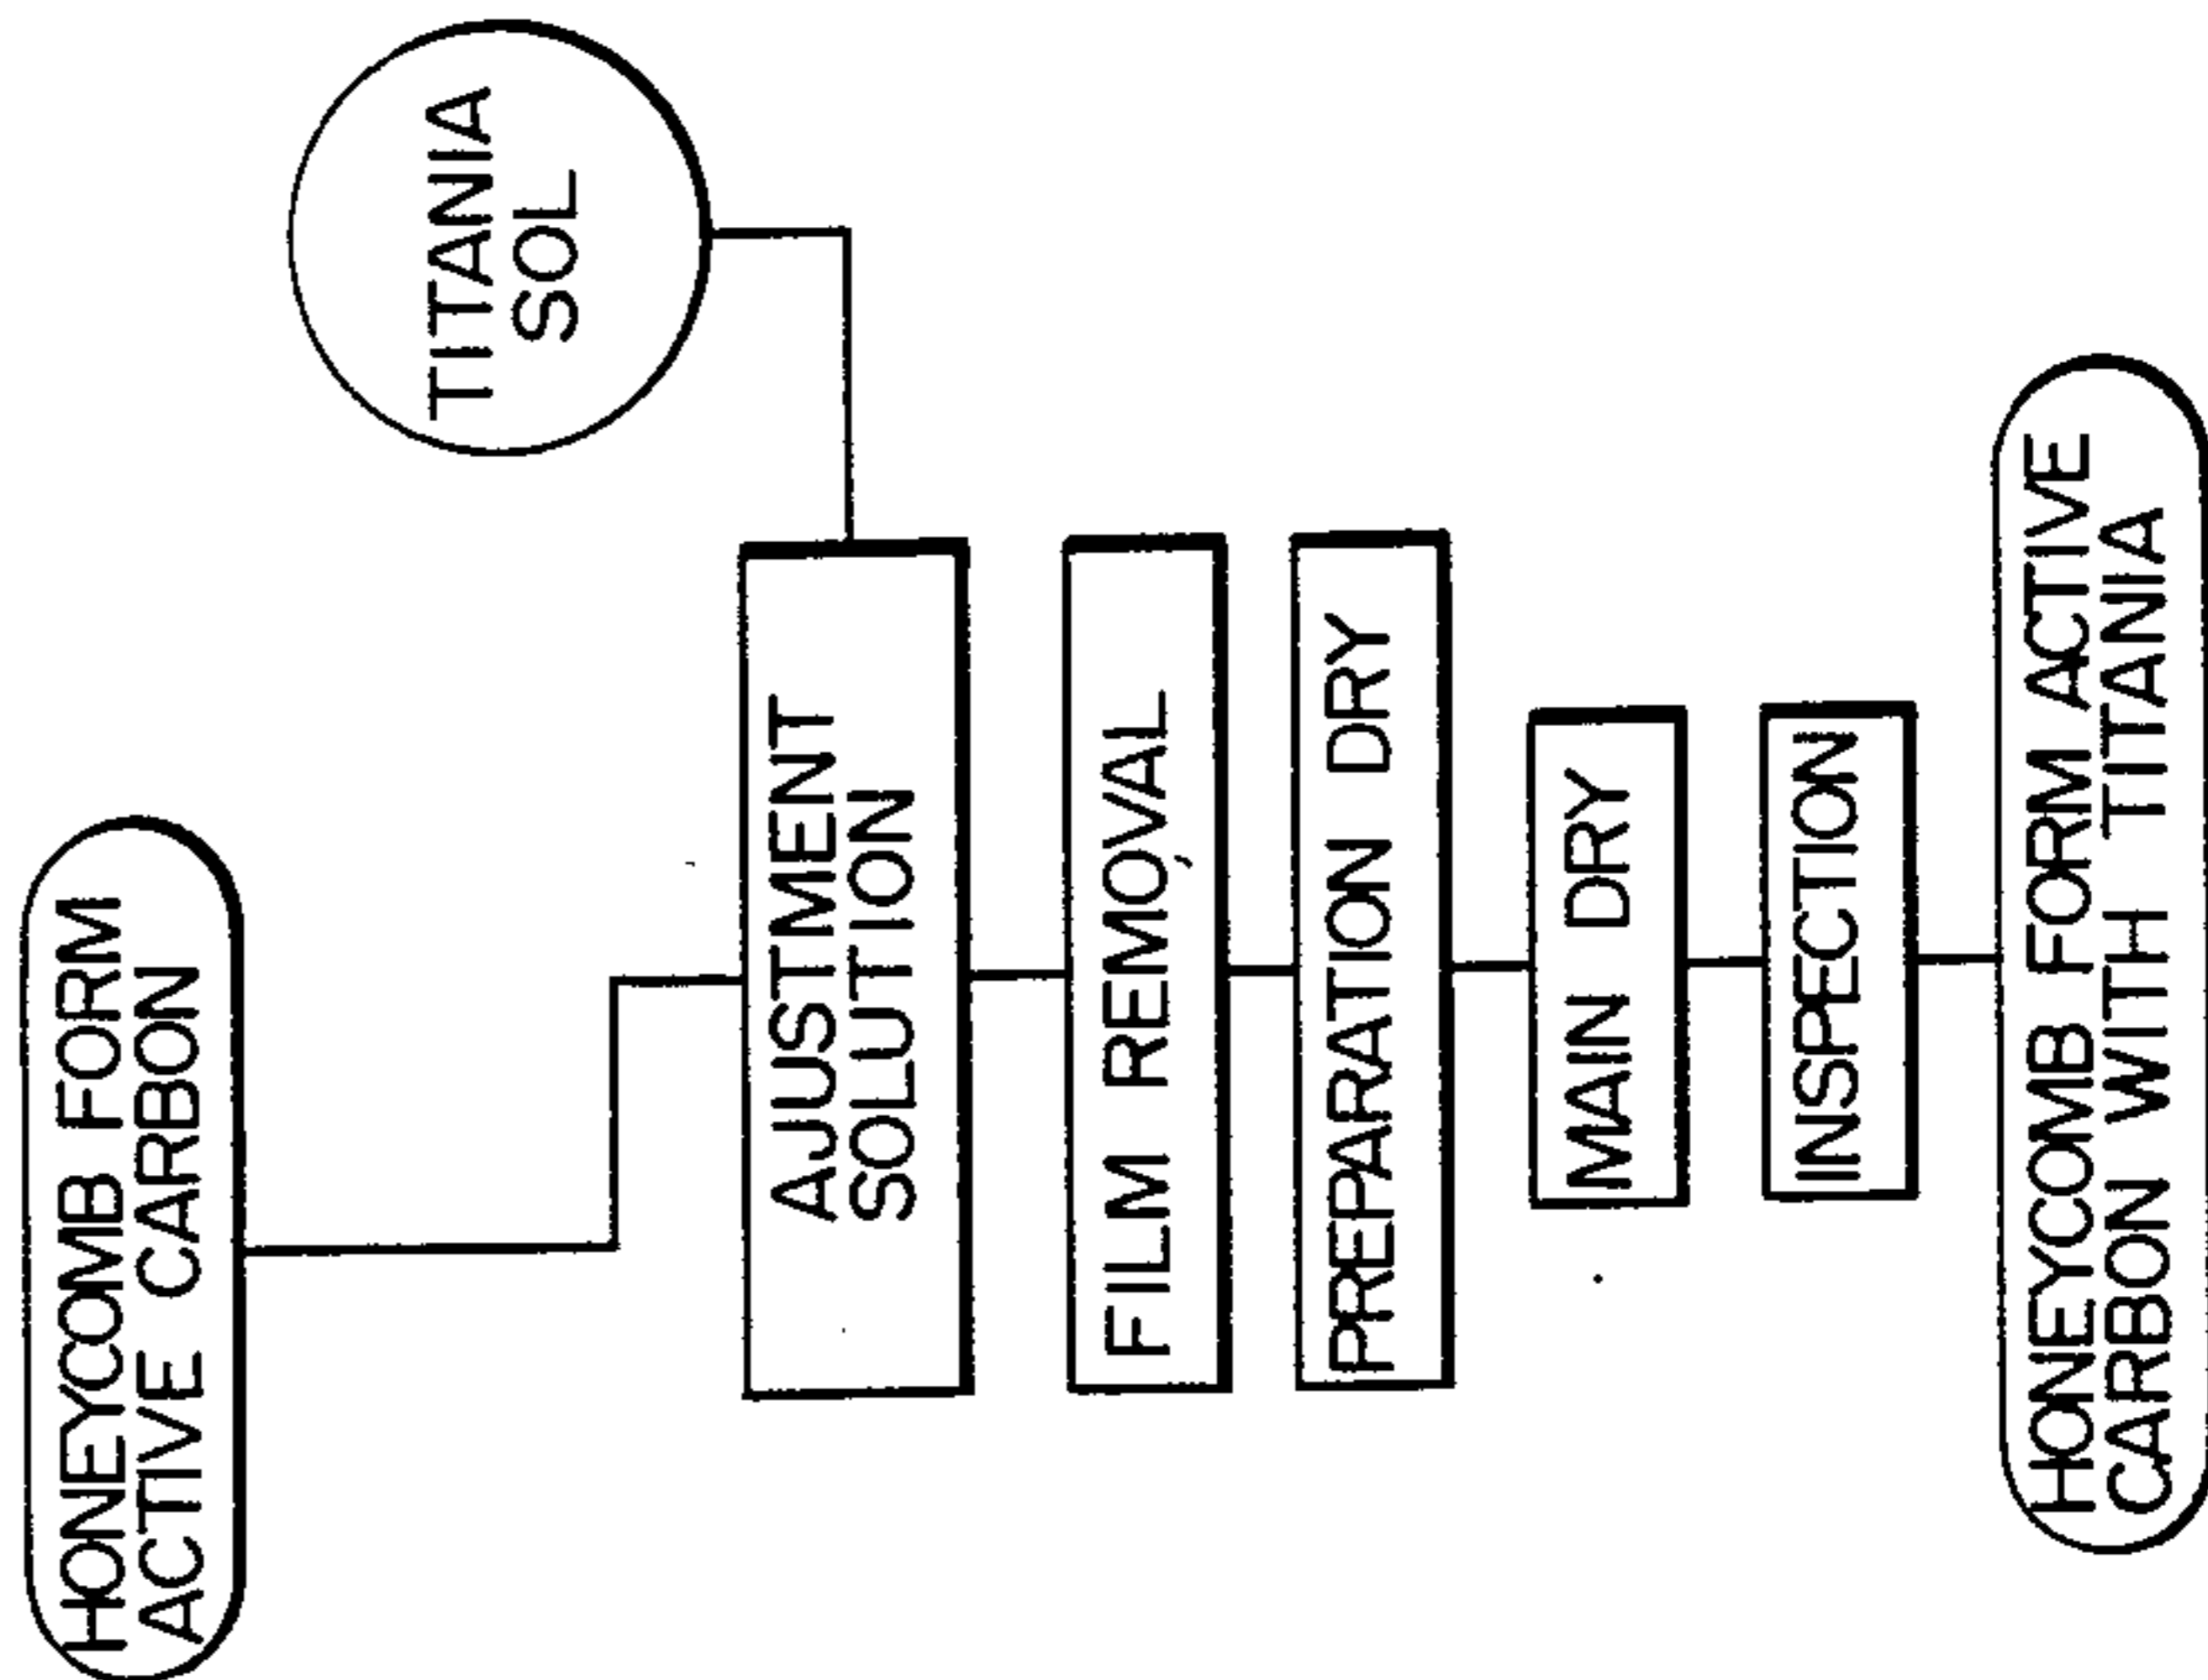 HONEYCOMB FORM
ACTIVE CARBON
TITANIA
SOL
AJUSTMENT
SOLUTION
FILM REMOVAL
PREPARATION DRY
MAIN DRY
INSPECTION
HONEYCOMB FORM ACTIVE
CARBON WITH TITANIA